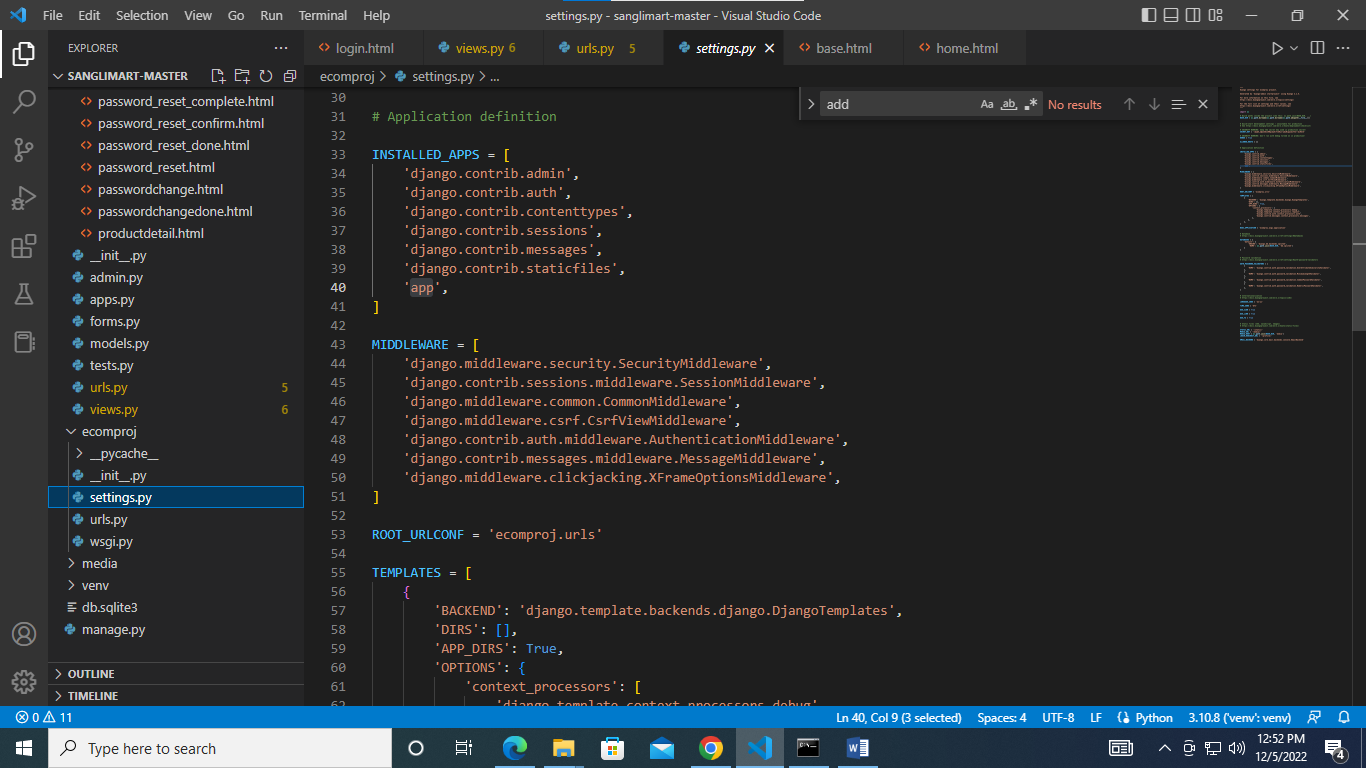 File Edit Selection View Go Run Terminal Help settings.py - sanglimart-master - Visual Studio Code
EXPLORER
SANGLIMART-MASTER
password_reset_complete.html
password_reset_confirm.html
password_reset_done.html
password_reset.html
passwordchange.html
passwordchangedone.html
productdetail.html
__init__.py
admin.py
apps.py
forms.py
models.py
tests.py
urls.py 5
views.py 6
ecomproj
__pycache__
__init__.py
settings.py
urls.py
wsgi.py
media
venv
db.sqlite3
manage.py
OUTLINE
TIMELINE
login.html views.py 6 urls.py 5 settings.py base.html home.html
ecomproj > settings.py > ...
add Aa ab No results
30
31 # Application definition
32
33 INSTALLED_APPS = [
34 'django.contrib.admin',
35 'django.contrib.auth',
36 'django.contrib.contenttypes',
37 'django.contrib.sessions',
38 'django.contrib.messages',
39 'django.contrib.staticfiles',
40 'app',
41 ]
42
43 MIDDLEWARE = [
44 'django.middleware.security.SecurityMiddleware',
45 'django.contrib.sessions.middleware.SessionMiddleware',
46 'django.middleware.common.CommonMiddleware',
47 'django.middleware.csrf.CsrfViewMiddleware',
48 'django.contrib.auth.middleware.AuthenticationMiddleware',
49 'django.contrib.messages.middleware.MessageMiddleware',
50 'django.middleware.clickjacking.XFrameOptionsMiddleware',
51 ]
52
53 ROOT_URLCONF = 'ecomproj.urls'
54
55 TEMPLATES = [
56 {
57 'BACKEND': 'django.template.backends.django.DjangoTemplates',
58 'DIRS': [],
59 'APP_DIRS': True,
60 'OPTIONS': {
61 'context_processors': [
62 'django.template.context_processors.debug'
0 11 Ln 40, Col 9 (3 selected) Spaces: 4 UTF-8 LF Python 3.10.8 ('venv': venv)
Type here to search
12:52 PM
12/5/2022
4